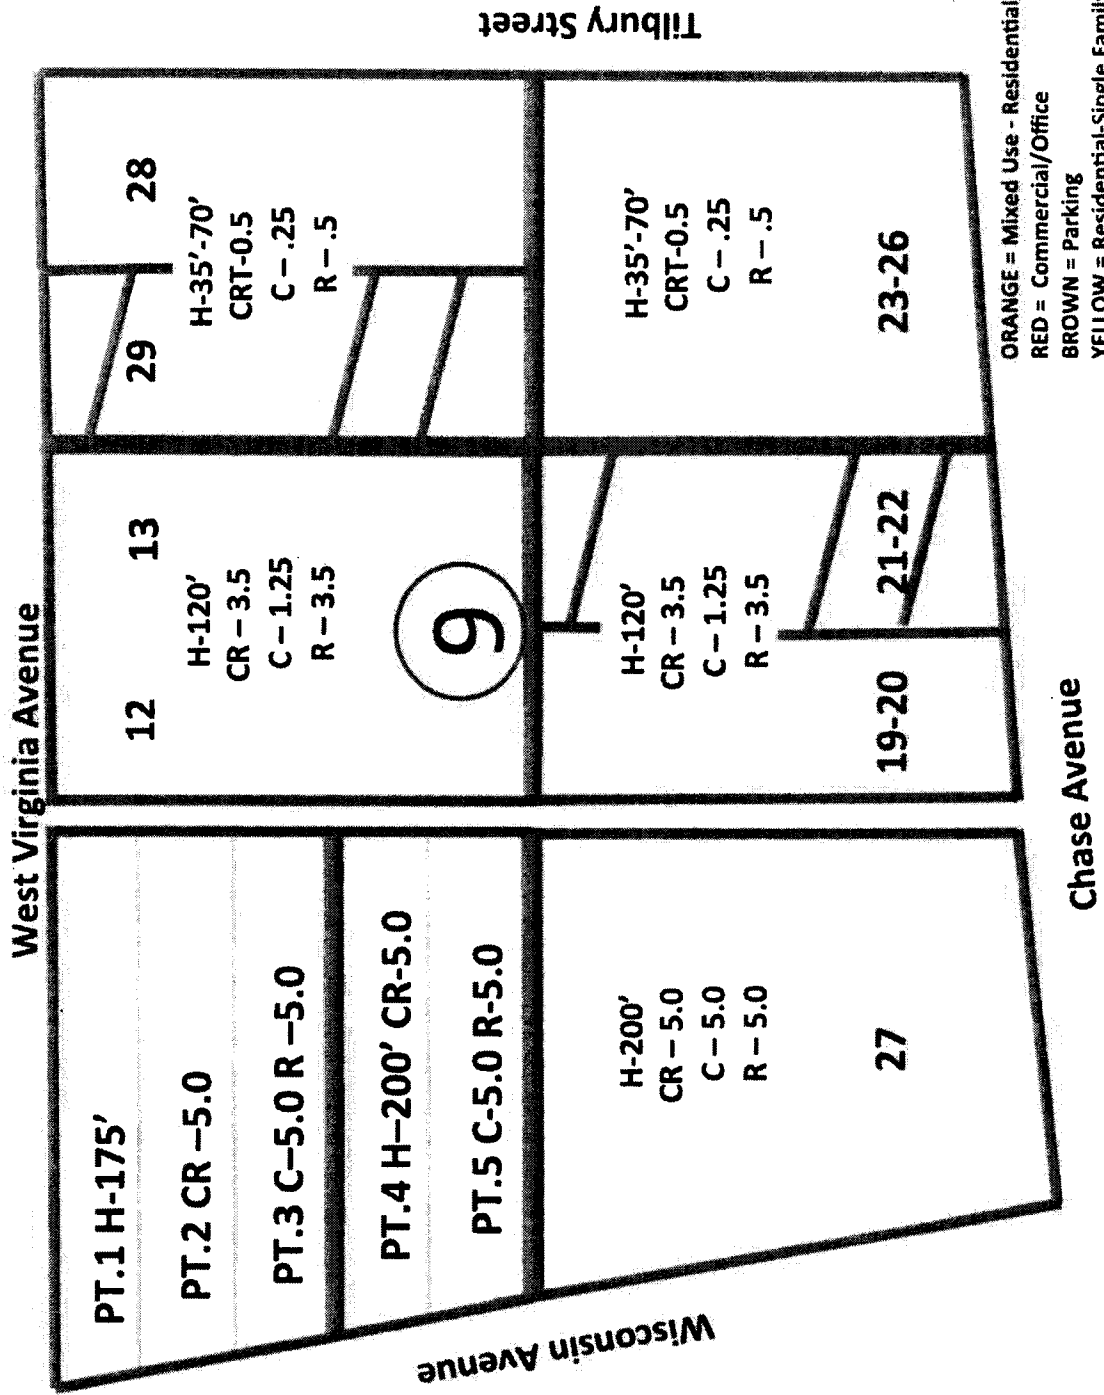 West Virginia Avenue
PT.1 H-175'
PT.2 CR –5.0
PT.3 C–5.0 R –5.0
PT.4 H–200' CR-5.0
PT.5 C-5.0 R-5.0
H-200'
CR – 5.0
C – 5.0
R – 5.0
27
12
13
H-120'
CR – 3.5
C – 1.25
R – 3.5
9
H-120'
CR – 3.5
C – 1.25
R – 3.5
19-20
21-22
29
28
H-35'-70'
CRT-0.5
C – .25
R – .5
H-35'-70'
CRT-0.5
C – .25
R – .5
23-26
Wisconsin Avenue
Chase Avenue
Tilbury Street
ORANGE = Mixed Use - Residential
RED = Commercial/Office
BROWN = Parking
YELLOW = Residential-Single Family